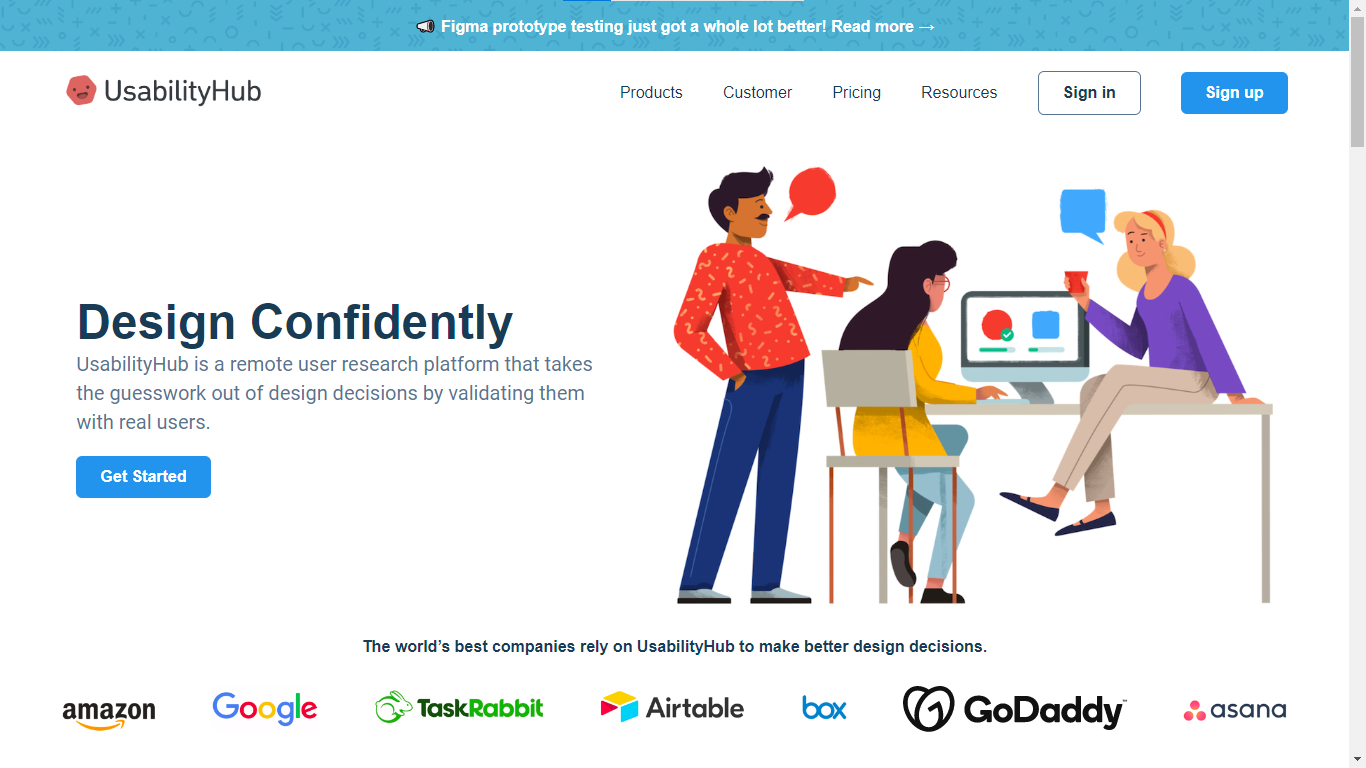 Figma prototype testing just got a whole lot better! Read more →
UsabilityHub
Products
Customer
Pricing
Resources
Sign in
Sign up
Design Confidently
UsabilityHub is a remote user research platform that takes
the guesswork out of design decisions by validating them
with real users.
Get Started
The world’s best companies rely on UsabilityHub to make better design decisions.
amazon
Google
TaskRabbit
Airtable
box
GoDaddy™
asana